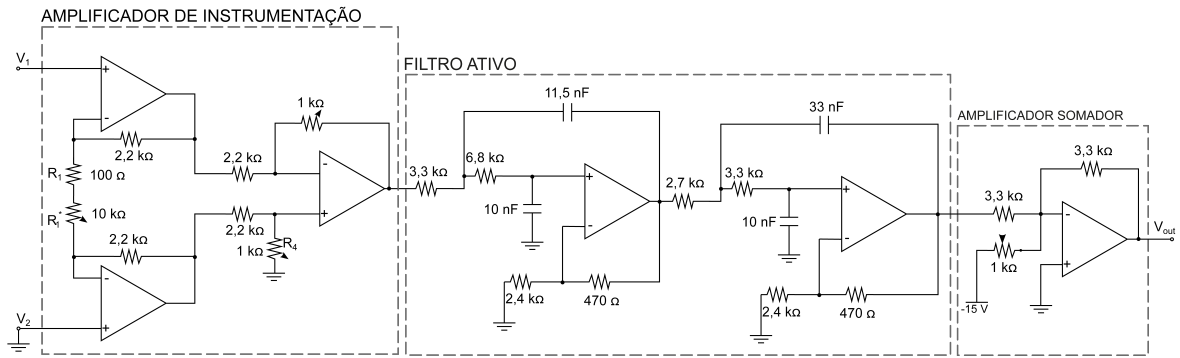 AMPLIFICADOR DE INSTRUMENTAÇÃO
V1
+
-
2,2 kΩ
R1
100 Ω
R1*
10 kΩ
2,2 kΩ
-
+
V2
2,2 kΩ
1 kΩ
-
+
2,2 kΩ
R4
1 kΩ
FILTRO ATIVO
11,5 nF
3,3 kΩ
6,8 kΩ
10 nF
+
-
2,4 kΩ
470 Ω
33 nF
2,7 kΩ
3,3 kΩ
10 nF
+
-
2,4 kΩ
470 Ω
AMPLIFICADOR SOMADOR
3,3 kΩ
3,3 kΩ
-
+
1 kΩ
-15 V
Vout